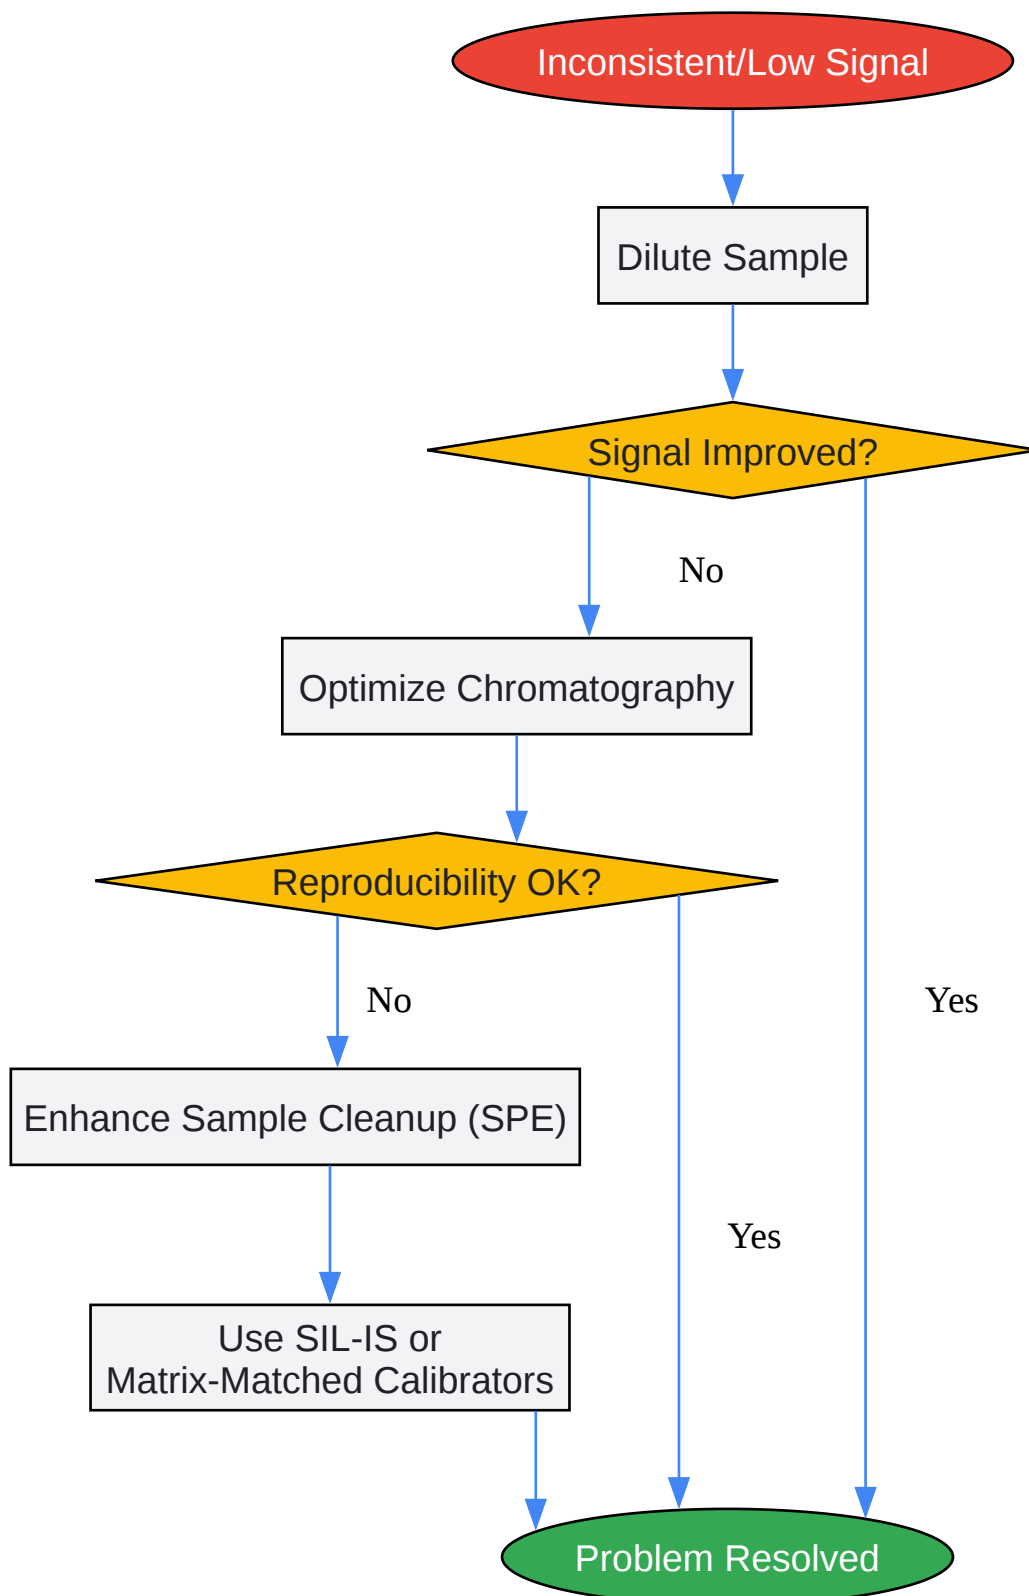 Inconsistent/Low Signal
Dilute Sample
Signal Improved?
No
Optimize Chromatography
Reproducibility OK?
No
Yes
Enhance Sample Cleanup (SPE)
Yes
Use SIL-IS or
Matrix-Matched Calibrators
Problem Resolved